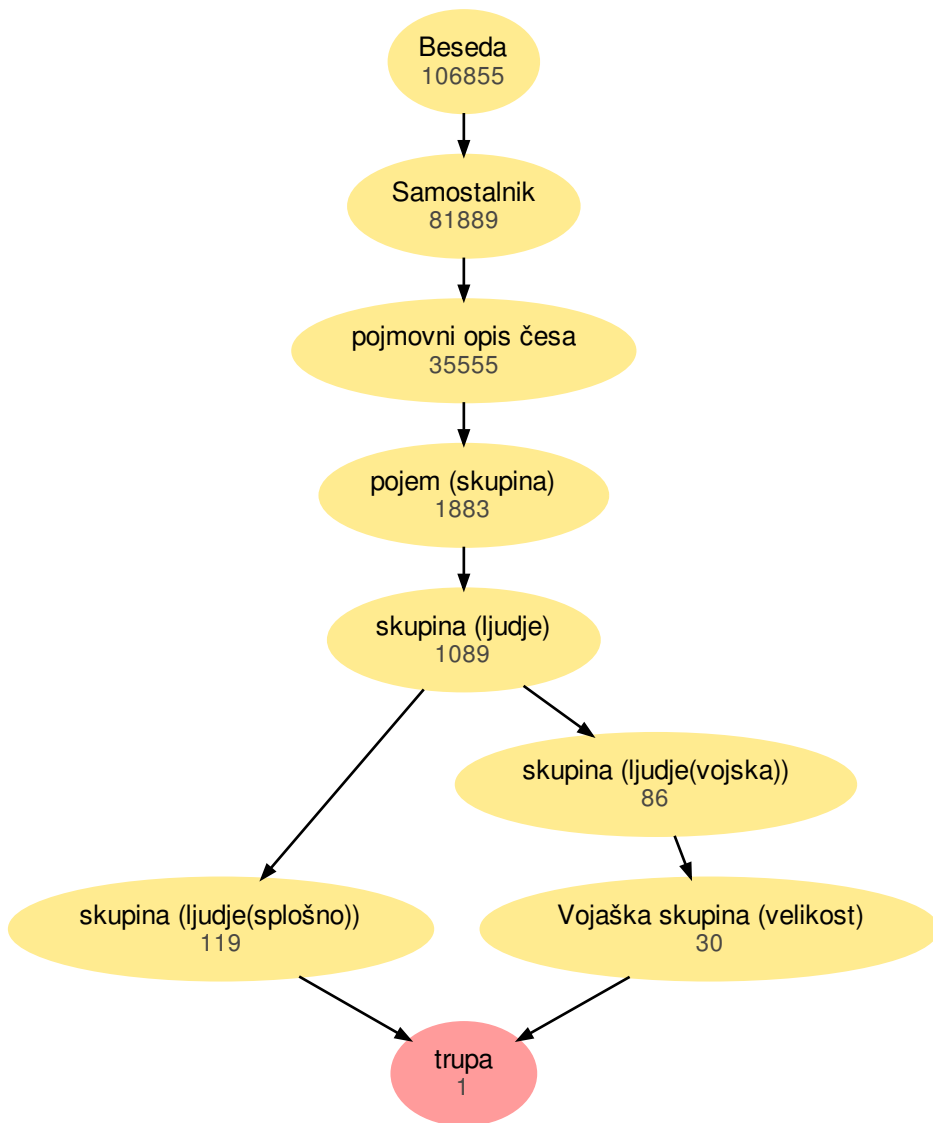 Beseda
106855
Samostalnik
81889
pojmovni opis česa
35555
pojem (skupina)
1883
skupina (ljudje)
1089
skupina (ljudje(vojska))
86
skupina (ljudje(splošno))
119
Vojaška skupina (velikost)
30
trupa
1